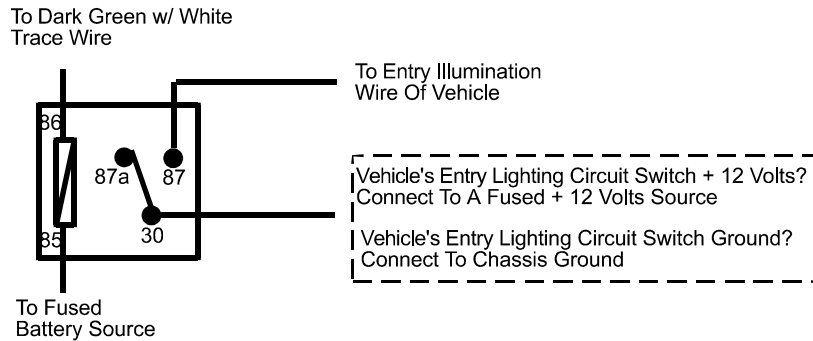 To Dark Green w/ White
Trace Wire
To Entry Illumination
Wire Of Vehicle
86
87a
87
30
85
Vehicle's Entry Lighting Circuit Switch + 12 Volts?
Connect To A Fused + 12 Volts Source
Vehicle's Entry Lighting Circuit Switch Ground?
Connect To Chassis Ground
To Fused
Battery Source